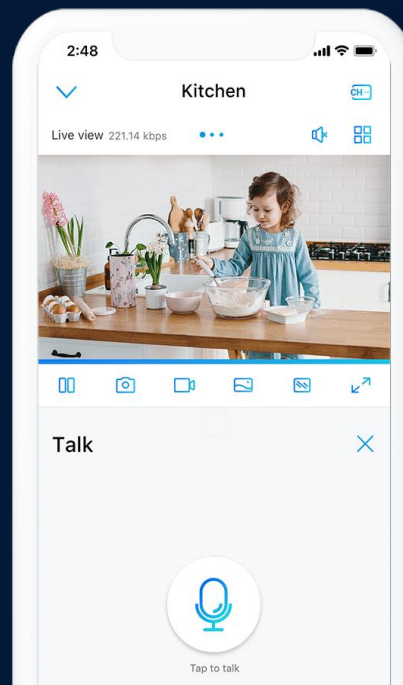 2:48
Kitchen
CH
Live view 221.14 kbps
Talk
Tap to talk